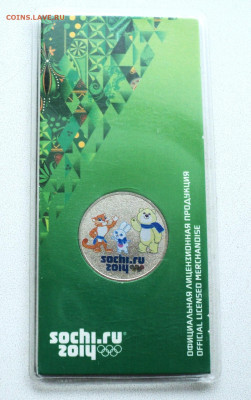 COINS.LAVE.RU
sochi.ru
2014
sochi.ru
2014
ОФИЦИАЛЬНАЯ ЛИЦЕНЗИОННАЯ ПРОДУКЦИЯ
OFFICIAL LICENSED MERCHANDISE